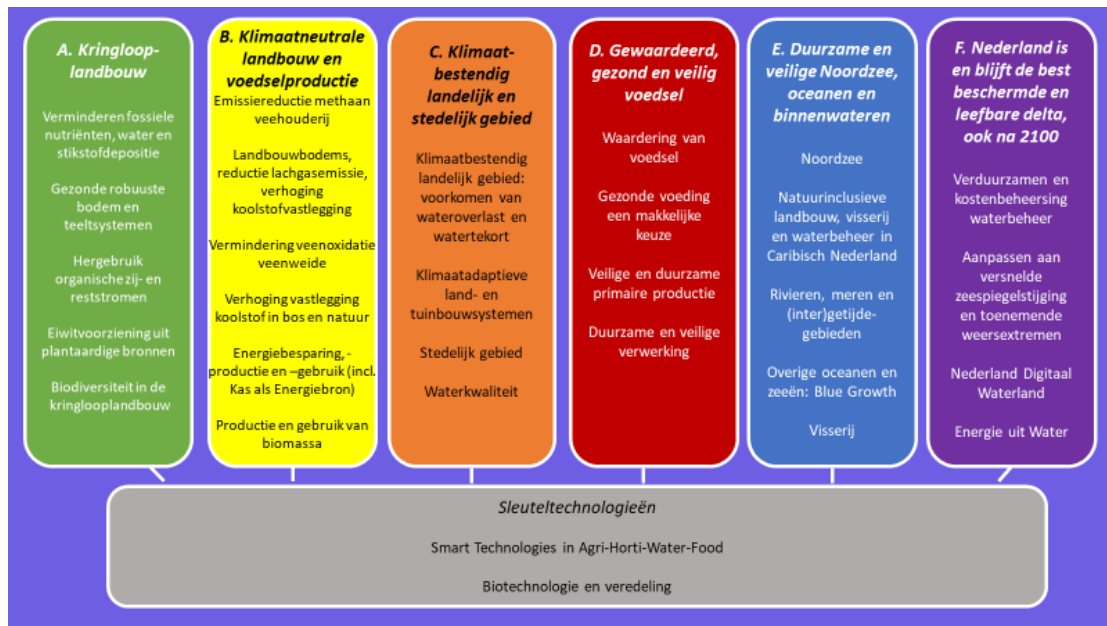 A. Kringloop-
landbouw
Verminderen fossiele
nutriënten, water en
stikstofdepositie
Gezonde robuuste
bodem en
teeltsystemen
Hergebruik
organische zij- en
reststromen
Eiwitvoorziening uit
plantaardige bronnen
Biodiversiteit in de
kringlooplandbouw
B. Klimaatneutrale
landbouw en
voedselproductie
Emissiereductie methaan
veehouderij
Landbouwbodems,
reductie lachgasemissie,
verhoging
koolstofvastlegging
Vermindering veenoxidatie
veenweide
Verhoging vastlegging
koolstof in bos en natuur
Energiebesparing, -
productie en –gebruik (incl.
Kas als Energiebron)
Productie en gebruik van
biomassa
C. Klimaat-
bestendig
landelijk en
stedelijk gebied
Klimaatbestendig
landelijk gebied:
voorkomen van
wateroverlast en
watertekort
Klimaatadaptieve
land- en
tuinbouwsystemen
Stedelijk gebied
Waterkwaliteit
D. Gewaardeerd,
gezond en veilig
voedsel
Waardering van
voedsel
Gezonde voeding
een makkelijke
keuze
Veilige en duurzame
primaire productie
Duurzame en veilige
verwerking
E. Duurzame en
veilige Noordzee,
oceanen en
binnenwateren
Noordzee
Natuurinclusieve
landbouw, visserij
en waterbeheer in
Caribisch Nederland
Rivieren, meren en
(inter)getijde-
gebieden
Overige oceanen en
zeeën: Blue Growth
Visserij
F. Nederland is
en blijft de best
beschermde en
leefbare delta,
ook na 2100
Verduurzamen en
kostenbeheersing
waterbeheer
Aanpassen aan
versnelde
zeespiegelstijging
en toenemende
weersextremen
Nederland Digitaal
Waterland
Energie uit Water
Sleuteltechnologieën
Smart Technologies in Agri-Horti-Water-Food
Biotechnologie en veredeling